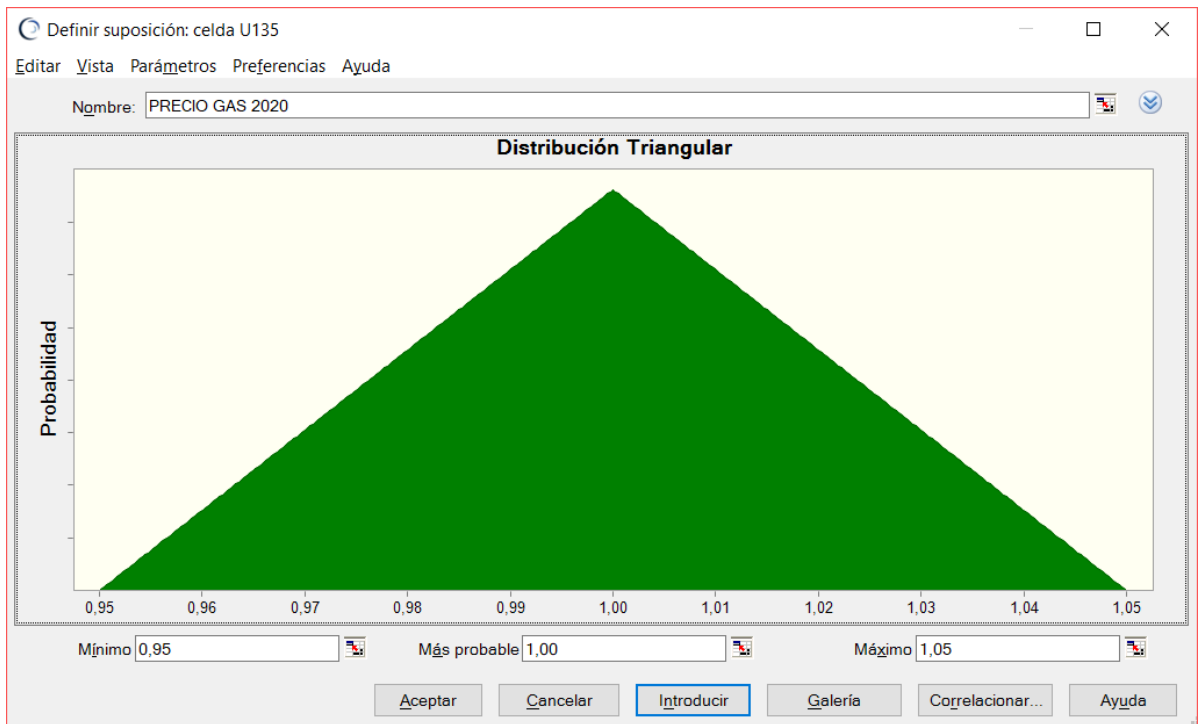 Definir suposición: celda U135
Editar Vista Parámetros Preferencias Ayuda
Nombre: PRECIO GAS 2020
Distribución Triangular
Probabilidad
0,95 0,96 0,97 0,98 0,99 1,00 1,01 1,02 1,03 1,04 1,05
Mínimo 0,95 Más probable 1,00 Máximo 1,05
Aceptar Cancelar Introducir Galería Correlacionar... Ayuda